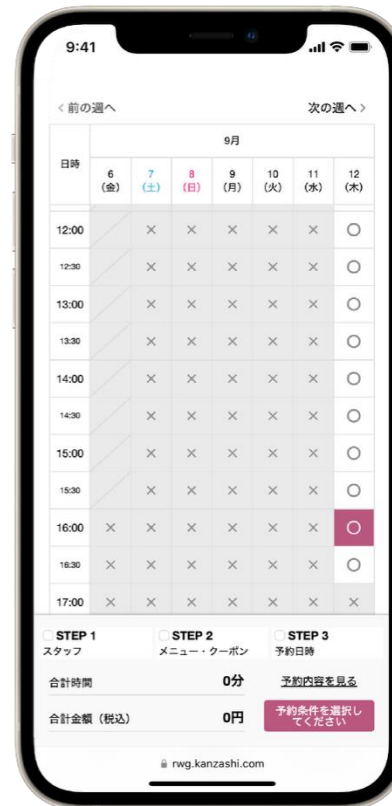 9:41
< 前の週へ 次の週へ >
日時 9月
6 7 8 9 10 11 12
(金) (土) (日) (月) (火) (水) (木)
12:00 × × × × × ○
12:30 × × × × × ○
13:00 × × × × × ○
13:30 × × × × × ○
14:00 × × × × × ○
14:30 × × × × × ○
15:00 × × × × × ○
15:30 × × × × × ○
16:00 × × × × × × ○
16:30 × × × × × × ○
17:00 × × × × × × ×
STEP 1 STEP 2 STEP 3
スタッフ メニュー・クーポン 予約日時
合計時間 0分 予約内容を見る
合計金額（税込） 0円 予約条件を選択し
てください
rwg.kanzashi.com